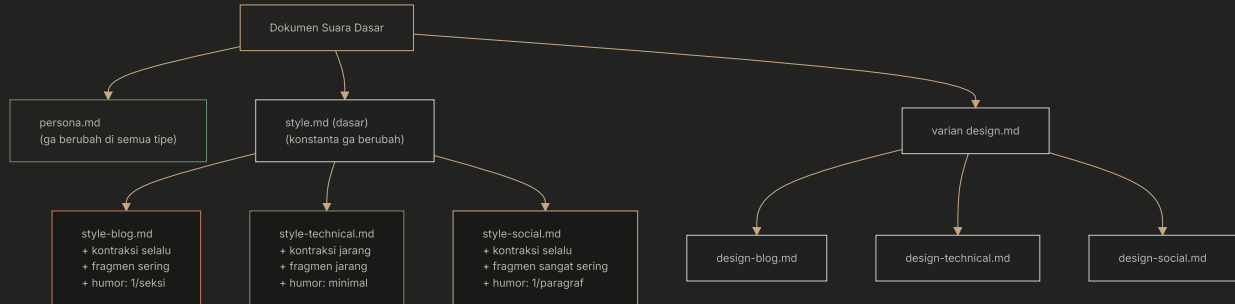 Dokumen Suara Dasar
persona.md
(ga berubah di semua tipe)
style.md (dasar)
(konstanta ga berubah)
varian design.md
style-blog.md
+ kontraksi selalu
+ fragmen sering
+ humor: 1/seksi
style-technical.md
+ kontraksi jarang
+ fragmen jarang
+ humor: minimal
style-social.md
+ kontraksi selalu
+ fragmen sangat sering
+ humor: 1/paragraf
design-blog.md
design-technical.md
design-social.md